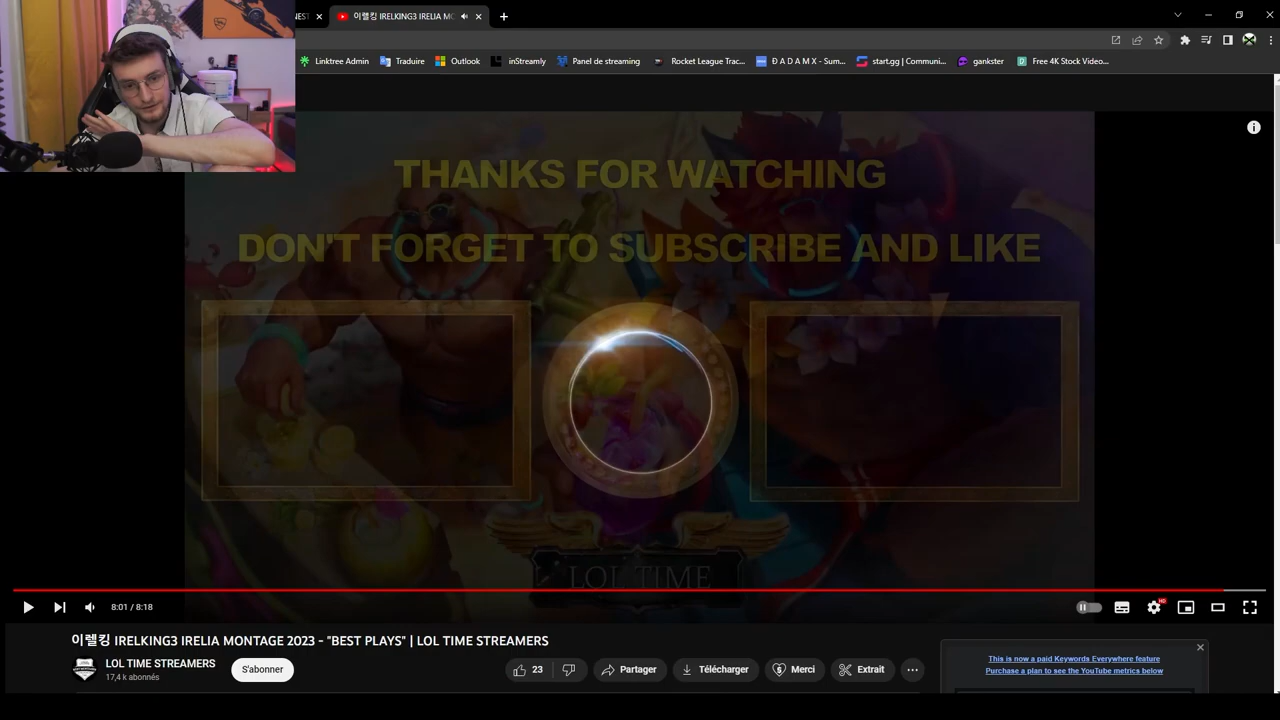 이렐킹 IRELKING3 IRELIA MO
Linktree Admin
Traduire
Outlook
inStreamly
Panel de streaming
Rocket League Trac...
Đ A D A M X - Sum...
start.gg | Communi...
gankster
Free 4K Stock Video...
THANKS FOR WATCHING
DON'T FORGET TO SUBSCRIBE AND LIKE
LOL TIME
8:01 / 8:18
HD
이렐킹 IRELKING3 IRELIA MONTAGE 2023 - "BEST PLAYS" | LOL TIME STREAMERS
LOL TIME STREAMERS
17,4 k abonnés
S'abonner
23
Partager
Télécharger
Merci
Extrait
This is now a paid Keywords Everywhere feature
Purchase a plan to see the YouTube metrics below